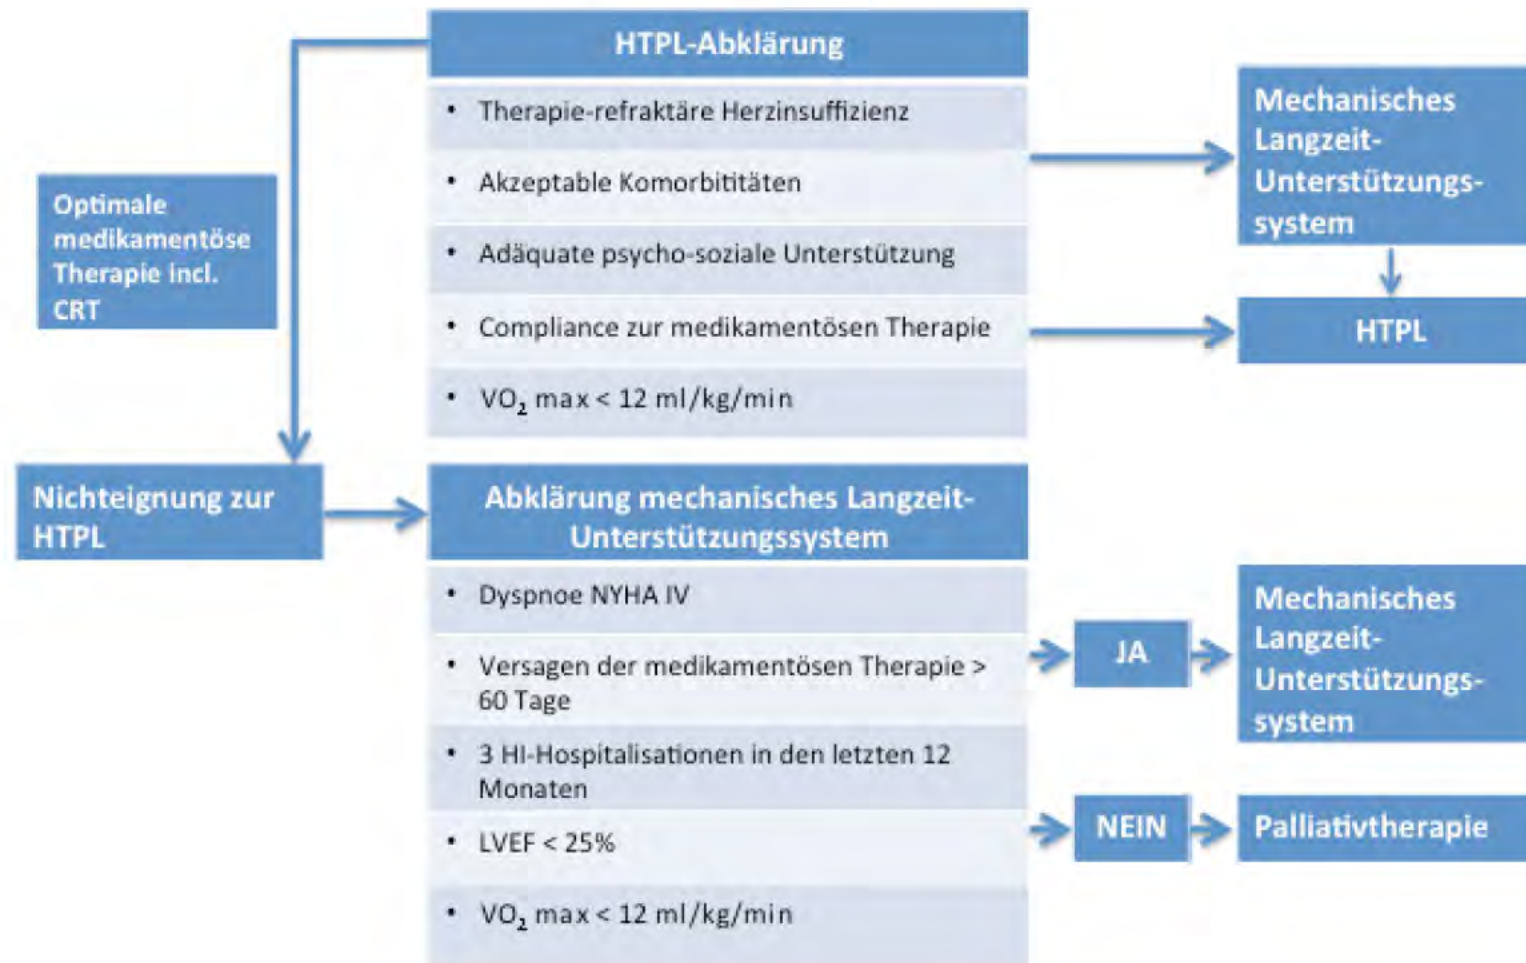 HTPL-Abklärung
• Therapie-refraktäre Herzinsuffizienz
• Akzeptable Komorbititäten
• Adäquate psycho-soziale Unterstützung
• Compliance zur medikamentösen Therapie
• VO₂ max < 12 ml/kg/min
Mechanisches
Langzeit-
Unterstützungs-
system
HTPL
Optimale
medikamentöse
Therapie incl.
CRT
Nichteignung zur
HTPL
Abklärung mechanisches Langzeit-
Unterstützungssystem
• Dyspnoe NYHA IV
• Versagen der medikamentösen Therapie >
60 Tage
• 3 HI-Hospitalisationen in den letzten 12
Monaten
• LVEF < 25%
• VO₂ max < 12 ml/kg/min
JA
Mechanisches
Langzeit-
Unterstützungs-
system
NEIN
Palliativtherapie